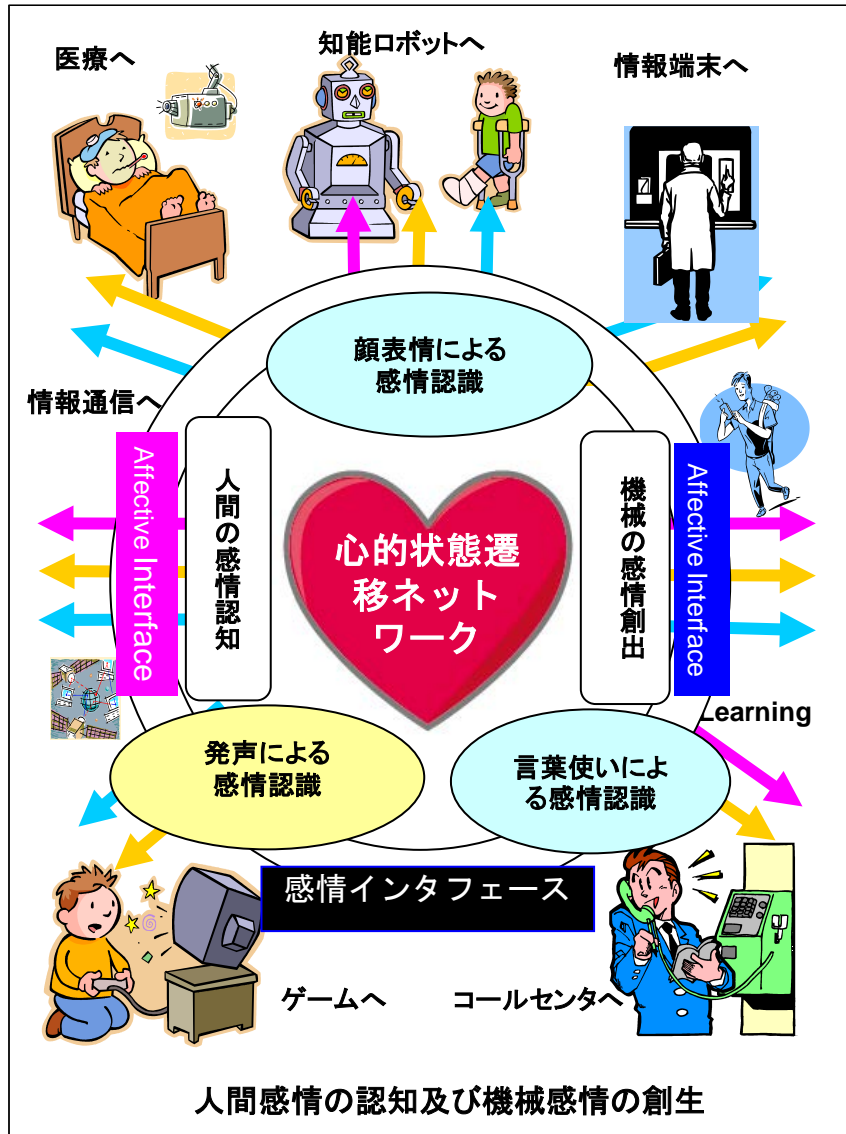 医療へ
知能ロボットへ
情報端末へ
顔表情による
感情認識
情報通信へ
Affective Interface
人間の感情認知
心的状態遷
移ネット
ワーク
機械の感情創出
Affective Interface
Learning
発声による
感情認識
言葉使いによ
る感情認識
感情インタフェース
ゲームへ
コールセンタへ
人間感情の認知及び機械感情の創生